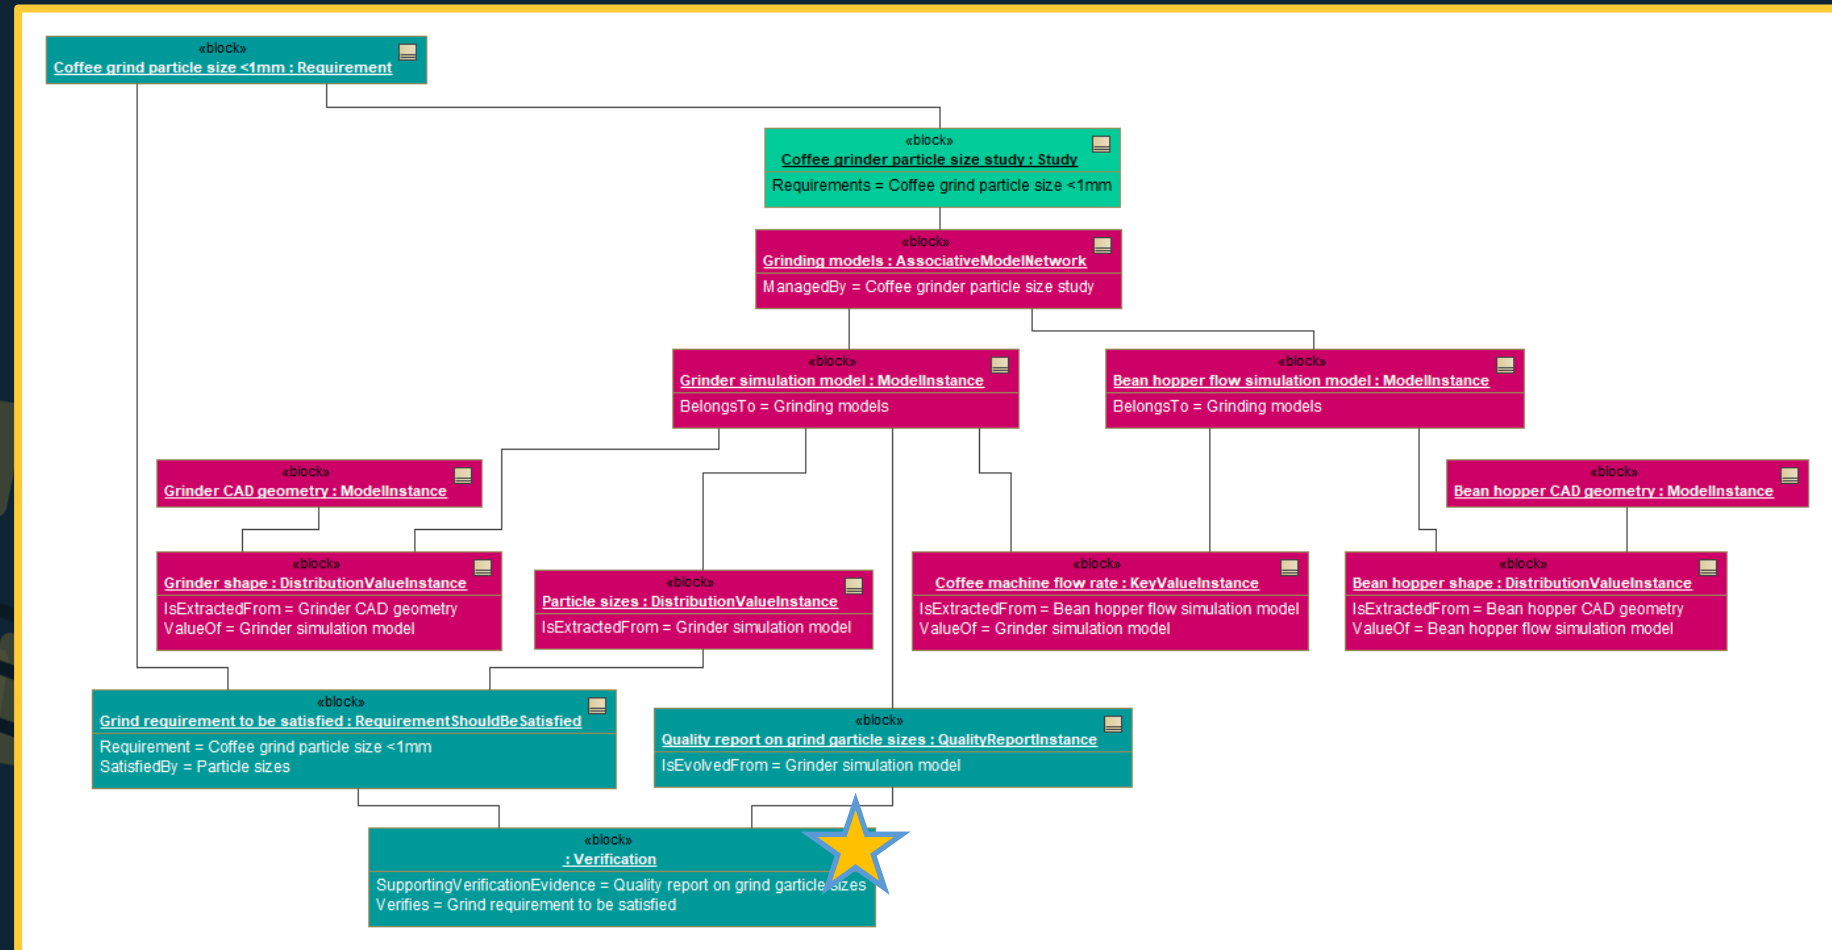 «block»
Coffee grind particle size <1mm : Requirement
«block»
Coffee grinder particle size study : Study
Requirements = Coffee grind particle size <1mm
«block»
Grinding models : AssociativeModelNetwork
ManagedBy = Coffee grinder particle size study
«block»
Grinder simulation model : ModelInstance
BelongsTo = Grinding models
«block»
Bean hopper flow simulation model : ModelInstance
BelongsTo = Grinding models
«block»
Grinder CAD geometry : ModelInstance
«block»
Bean hopper CAD geometry : ModelInstance
«block»
Grinder shape : DistributionValueInstance
IsExtractedFrom = Grinder CAD geometry
ValueOf = Grinder simulation model
«block»
Particle sizes : DistributionValueInstance
IsExtractedFrom = Grinder simulation model
«block»
Coffee machine flow rate : KeyValueInstance
IsExtractedFrom = Bean hopper flow simulation model
ValueOf = Grinder simulation model
«block»
Bean hopper shape : DistributionValueInstance
IsExtractedFrom = Bean hopper CAD geometry
ValueOf = Bean hopper flow simulation model
«block»
Grind requirement to be satisfied : RequirementShouldBeSatisfied
Requirement = Coffee grind particle size <1mm
SatisfiedBy = Particle sizes
«block»
Quality report on grind garticle sizes : QualityReportInstance
IsEvolvedFrom = Grinder simulation model
«block»
: Verification
SupportingVerificationEvidence = Quality report on grind garticle sizes
Verifies = Grind requirement to be satisfied